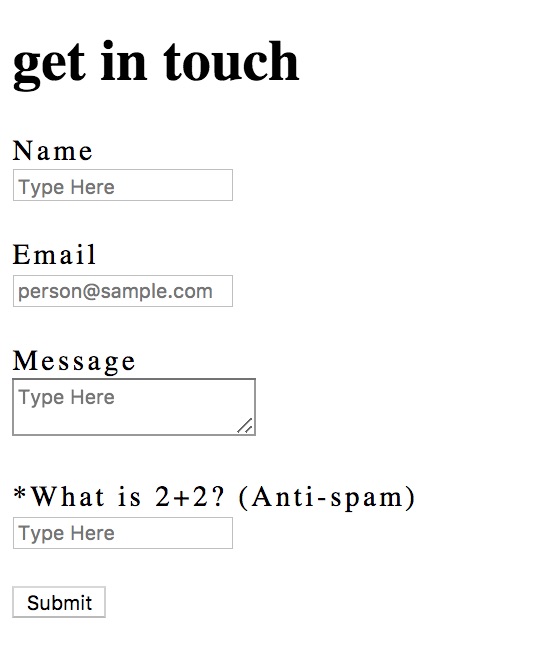 get in touch
Name
Type Here
Email
person@sample.com
Message
Type Here
*What is 2+2? (Anti-spam)
Type Here
Submit